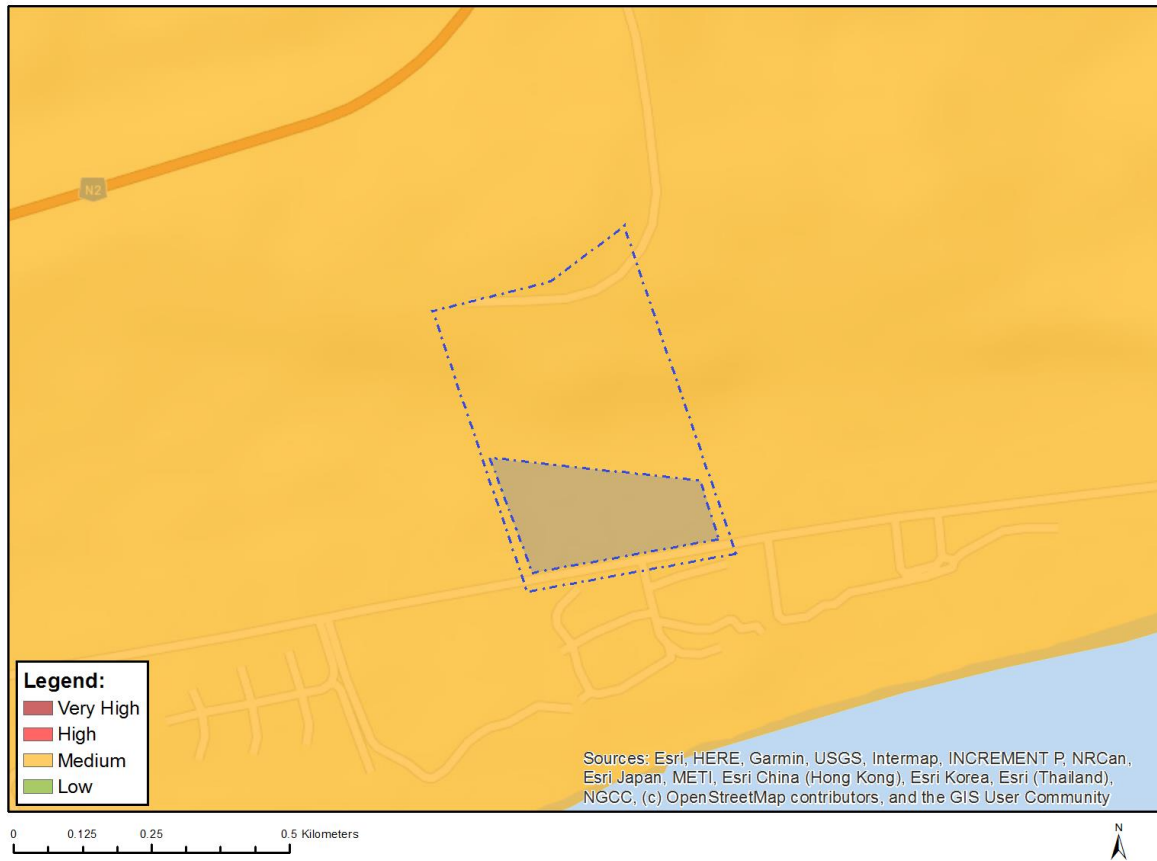 N2
Legend:
Very High
High
Medium
Low
Sources: Esri, HERE, Garmin, USGS, Intermap, INCREMENT P, NRCan,
Esri Japan, METI, Esri China (Hong Kong), Esri Korea, Esri (Thailand),
NGCC, (c) OpenStreetMap contributors, and the GIS User Community
0 0.125 0.25 0.5 Kilometers
N